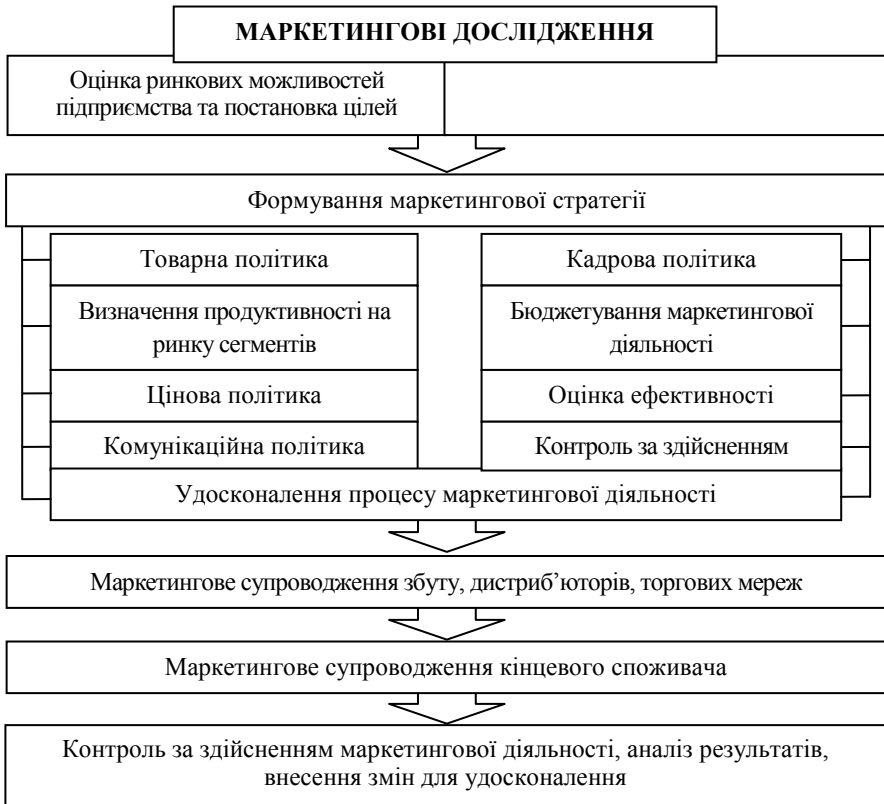 МАРКЕТИНГОВІ ДОСЛІДЖЕННЯ
Оцінка ринкових можливостей
підприємства та постановка цілей
Формування маркетингової стратегії
Товарна політика
Визначення продуктивності на
ринку сегментів
Цінова політика
Комунікаційна політика
Кадрова політика
Бюджетування маркетингової
діяльності
Оцінка ефективності
Контроль за здійсненням
Удосконалення процесу маркетингової діяльності
Маркетингове супроводження збуту, дистриб’юторів, торгових мереж
Маркетингове супроводження кінцевого споживача
Контроль за здійсненням маркетингової діяльності, аналіз результатів,
внесення змін для удосконалення